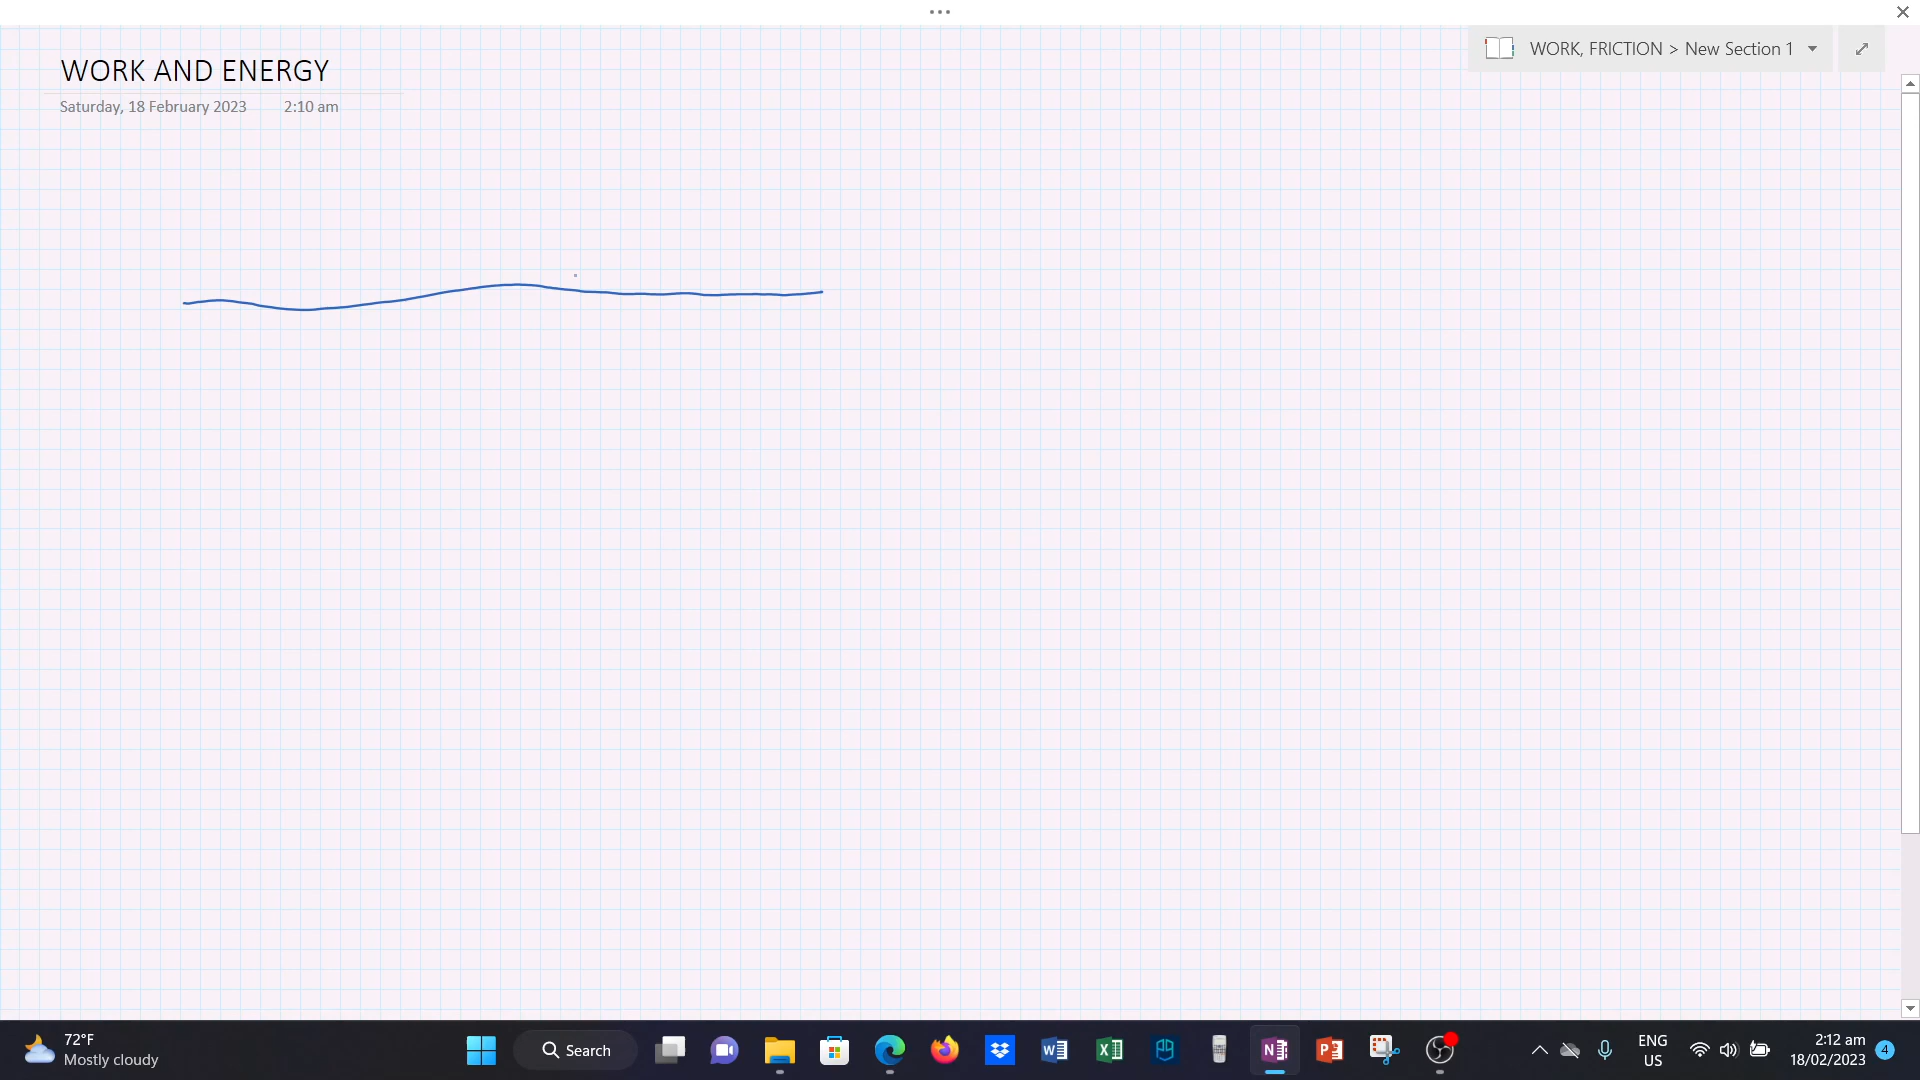 WORK, FRICTION > New Section 1
WORK AND ENERGY
Saturday, 18 February 2023 2:10 am
72°F
Mostly cloudy
Search
ENG
US
2:12 am
18/02/2023
4